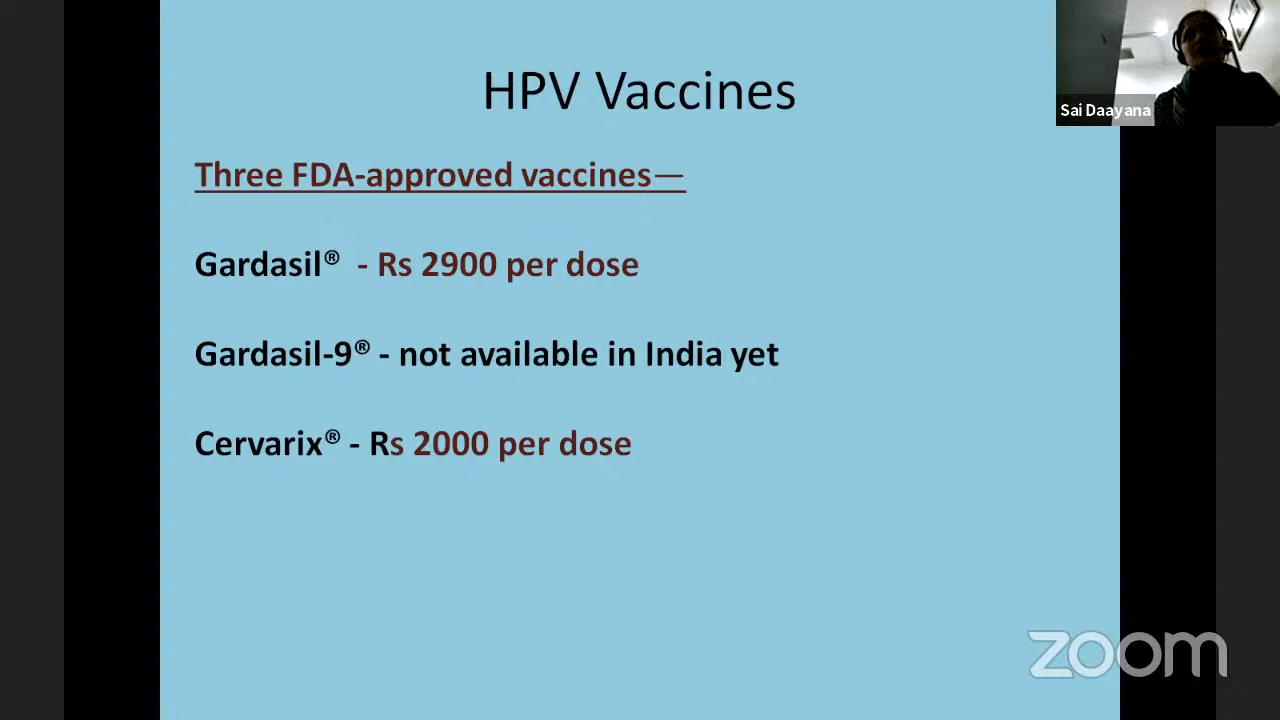 HPV Vaccines
Sai Daayana
Three FDA-approved vaccines—
Gardasil® - Rs 2900 per dose
Gardasil-9® - not available in India yet
Cervarix® - Rs 2000 per dose
zoom